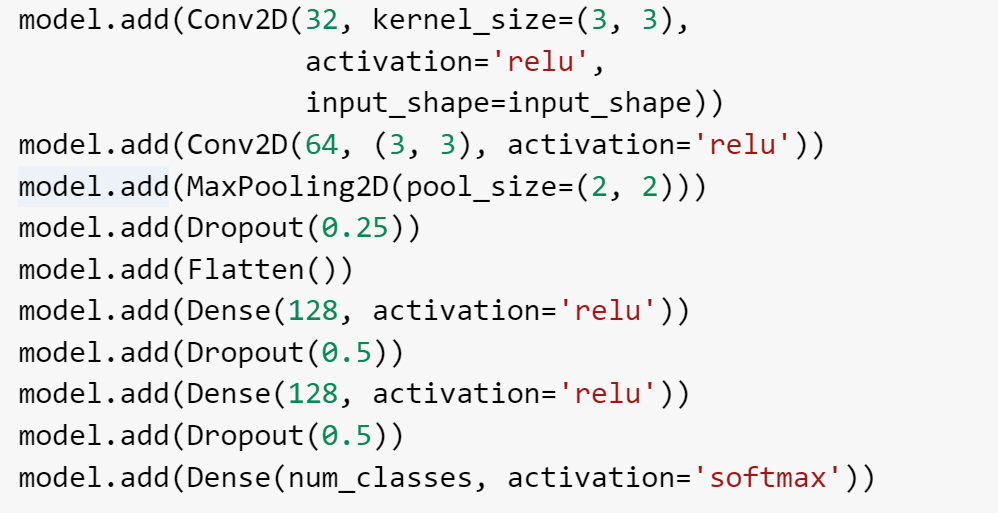 model.add(Conv2D(32, kernel_size=(3, 3),
                 activation='relu',
                 input_shape=input_shape))
model.add(Conv2D(64, (3, 3), activation='relu'))
model.add(MaxPooling2D(pool_size=(2, 2)))
model.add(Dropout(0.25))
model.add(Flatten())
model.add(Dense(128, activation='relu'))
model.add(Dropout(0.5))
model.add(Dense(128, activation='relu'))
model.add(Dropout(0.5))
model.add(Dense(num_classes, activation='softmax'))